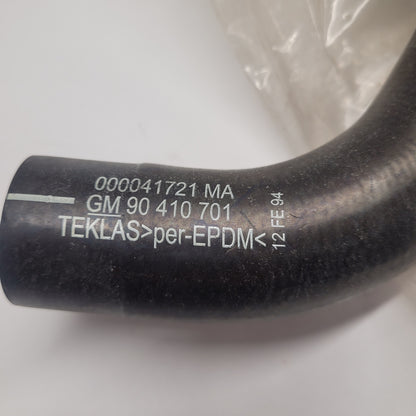 000041721 MA
GM 90 410 701
TEKLAS>per-EPDM<
12 FE 94